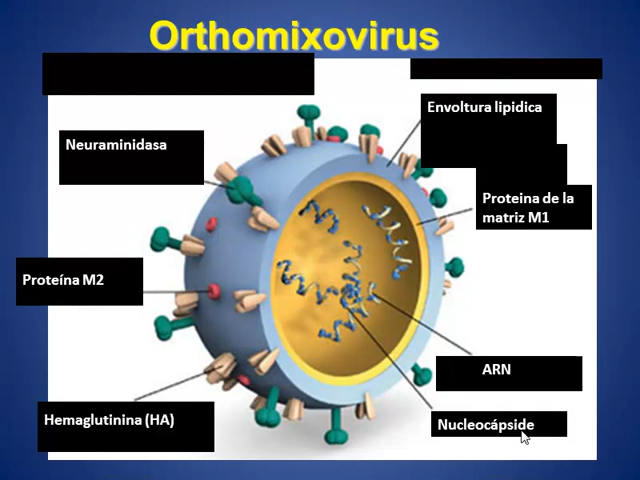 Orthomixovirus
Envoltura lipidica
Neuraminidasa
Proteina de la
matriz M1
Proteína M2
ARN
Hemaglutinina (HA)
Nucleocápside